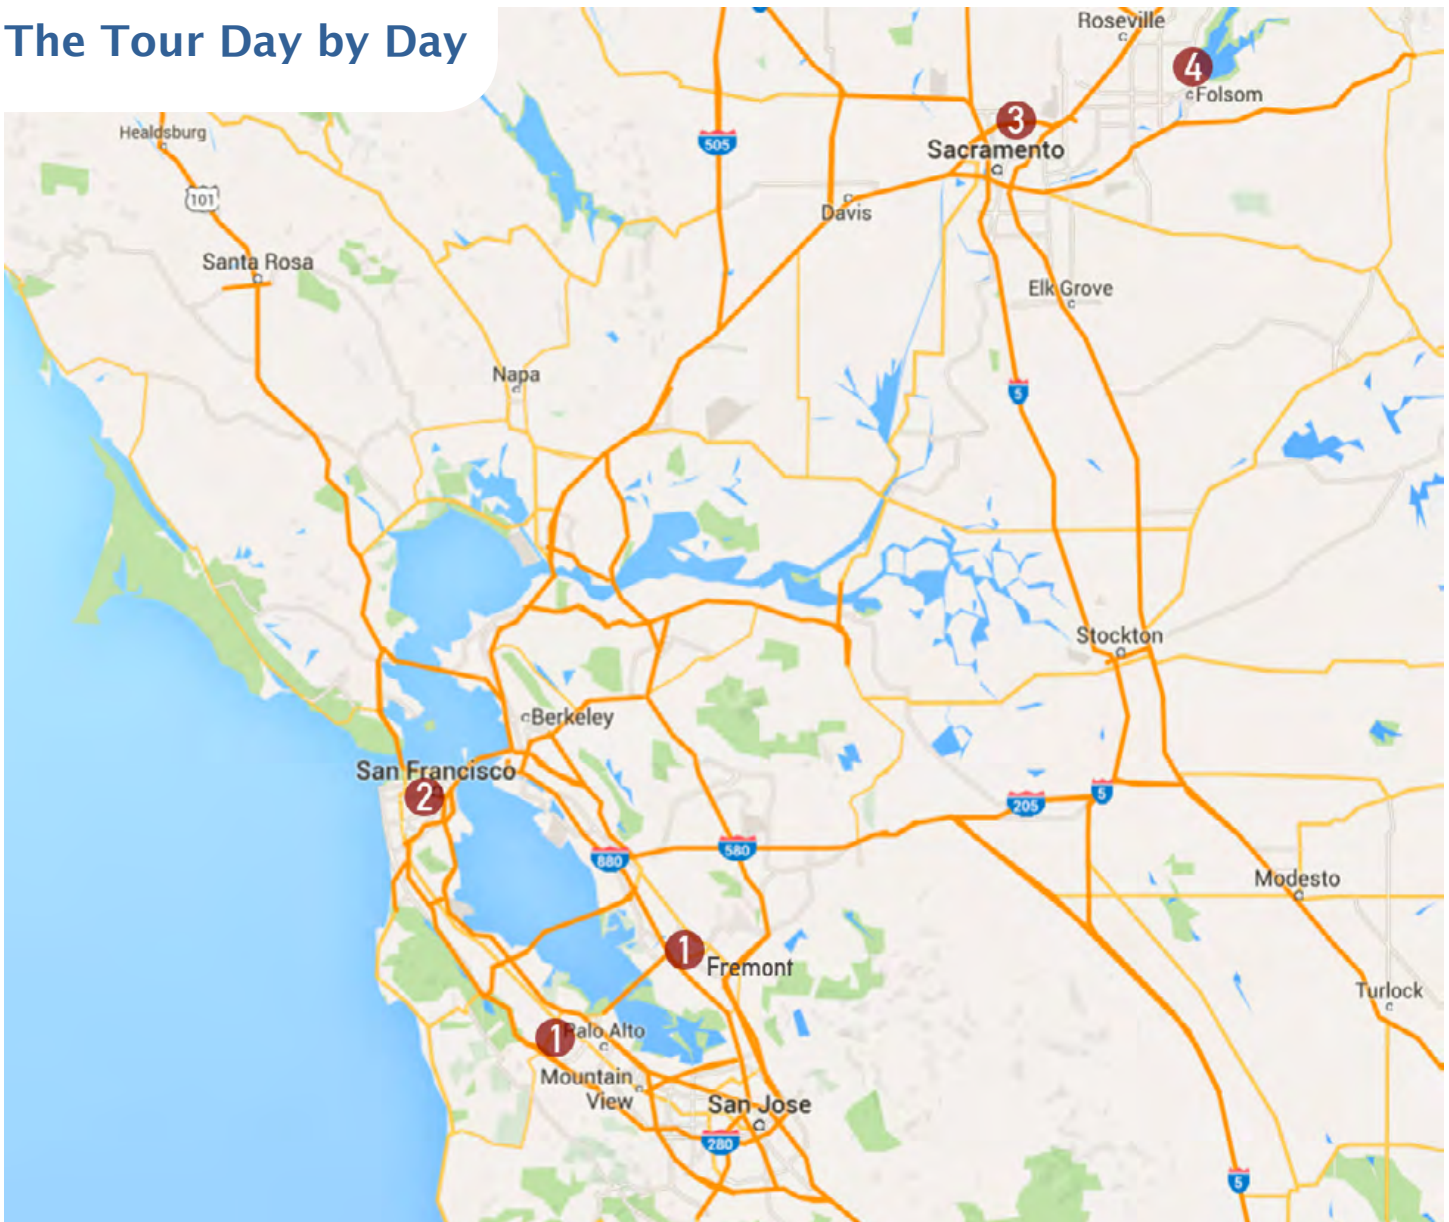 The Tour Day by Day
Roseville
4
Folsom
3
Healdsburg
505
Sacramento
101
Davis
Santa Rosa
Elk Grove
Napa
5
Stockton
Berkeley
San Francisco
2
5
205
880
580
Modesto
1
Fremont
Turlock
1
Palo Alto
Mountain
View
San Jose
280
5